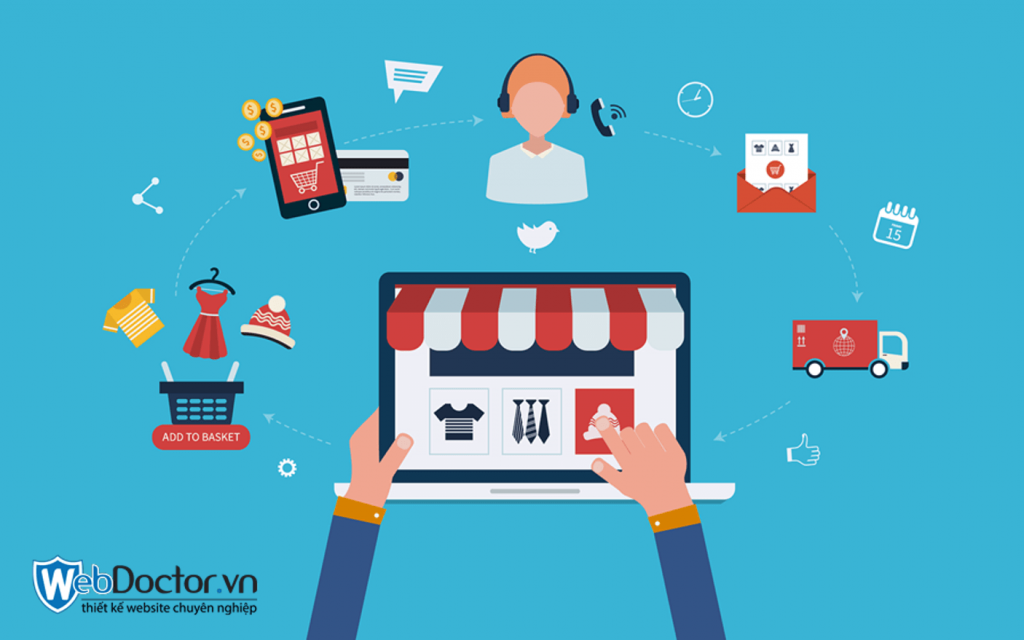 $
$
$
$
$
15
ADD TO BASKET
WebDoctor.vn
thiết kế website chuyên nghiệp